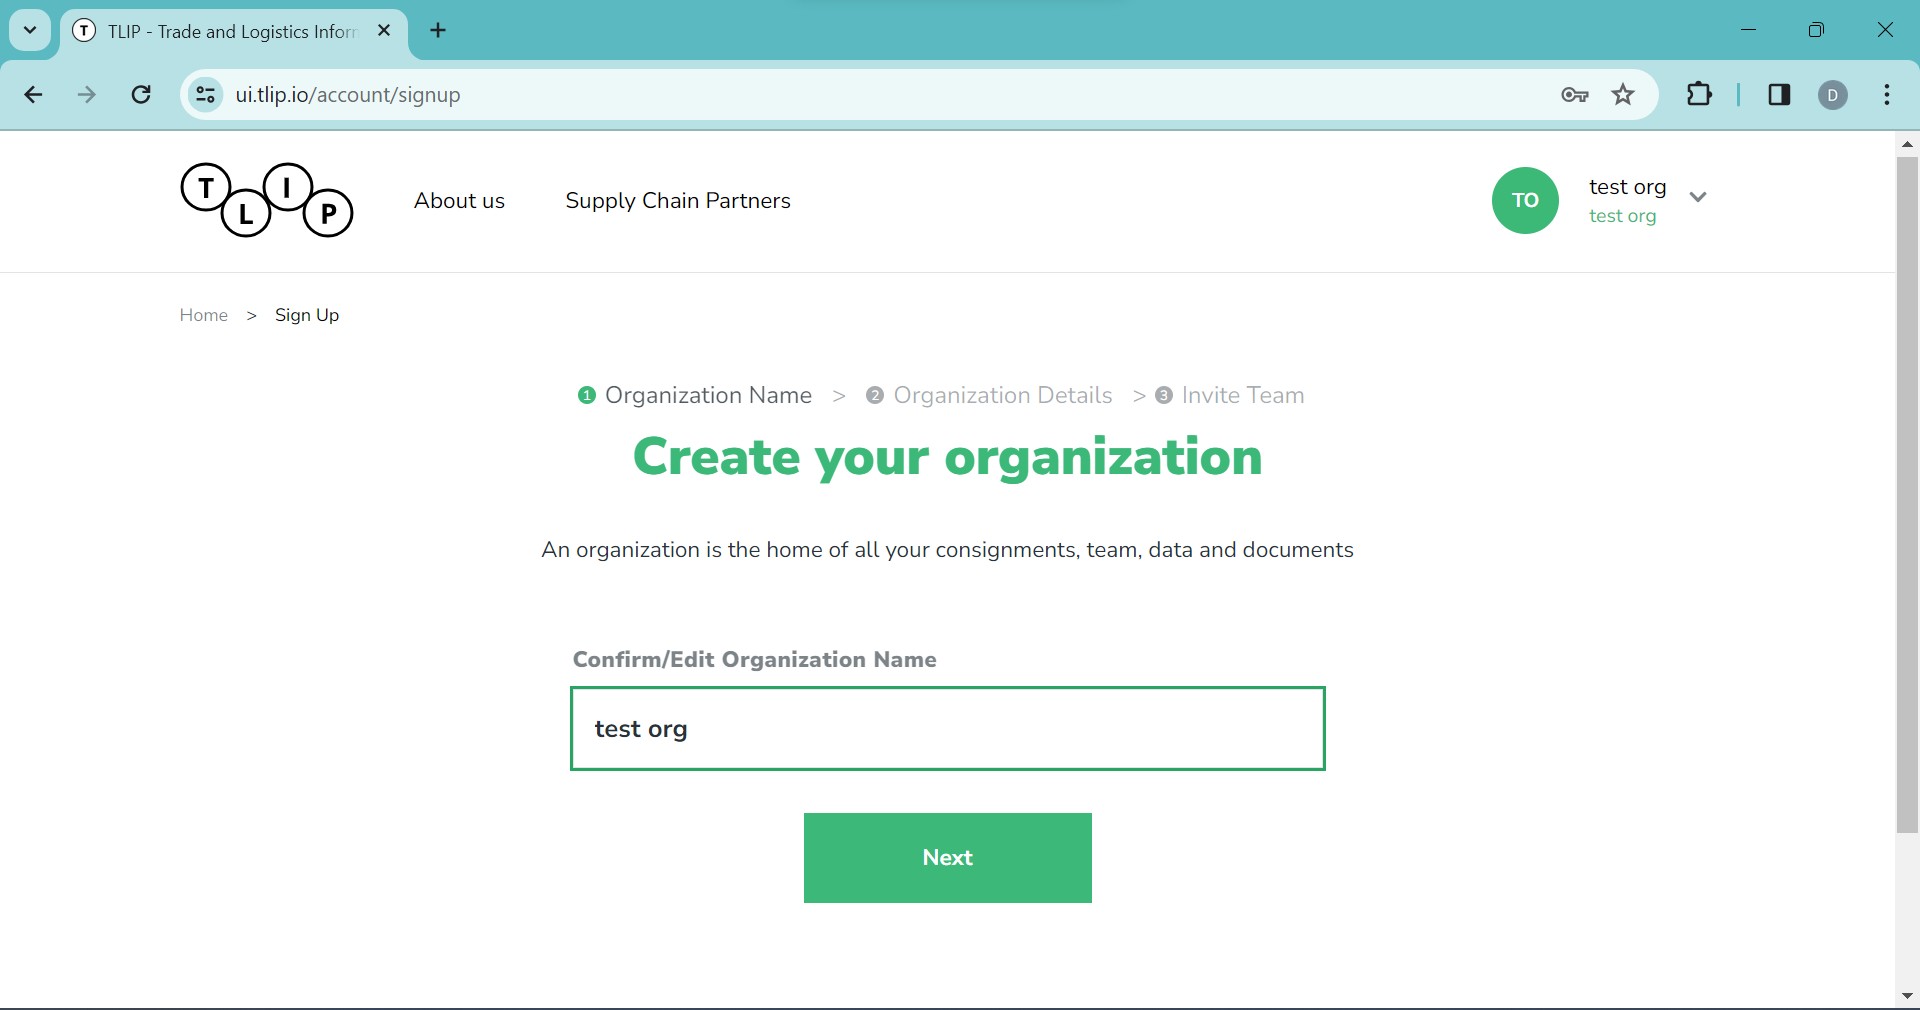 T TLIP - Trade and Logistics Inform
ui.tlip.io/account/signup
D
T L I P
About us
Supply Chain Partners
TO
test org
test org
Home > Sign Up
1 Organization Name > 2 Organization Details > 3 Invite Team
Create your organization
An organization is the home of all your consignments, team, data and documents
Confirm/Edit Organization Name
test org
Next